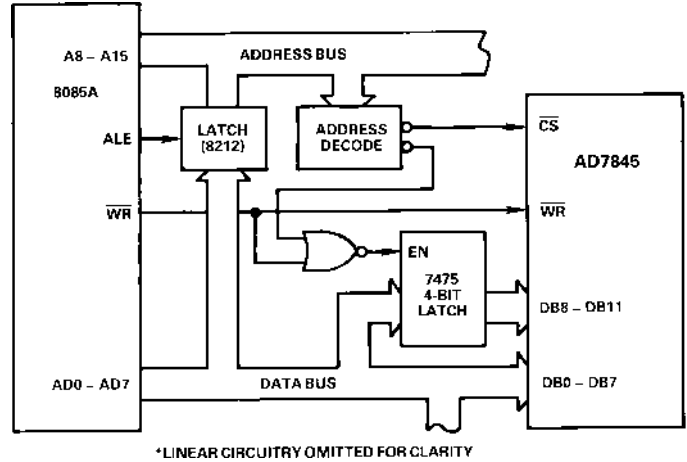 A8 – A15
ADDRESS BUS
8085A
ALE
LATCH
(8212)
ADDRESS
DECODE
CS
AD7845
WR
WR
EN
7475
4-BIT
LATCH
DB8 – DB11
AD0 – AD7
DATA BUS
DB0 – DB7
*LINEAR CIRCUITRY OMITTED FOR CLARITY